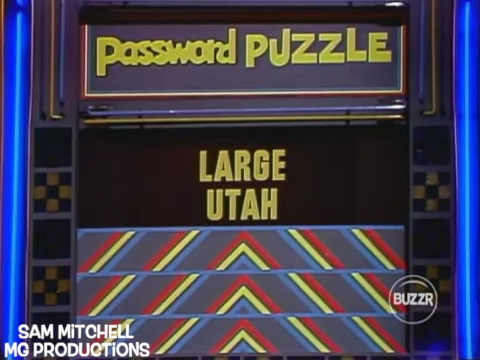 password PUZZLE
LARGE
UTAH
BUZZR
SAM MITCHELL
MG PRODUCTIONS